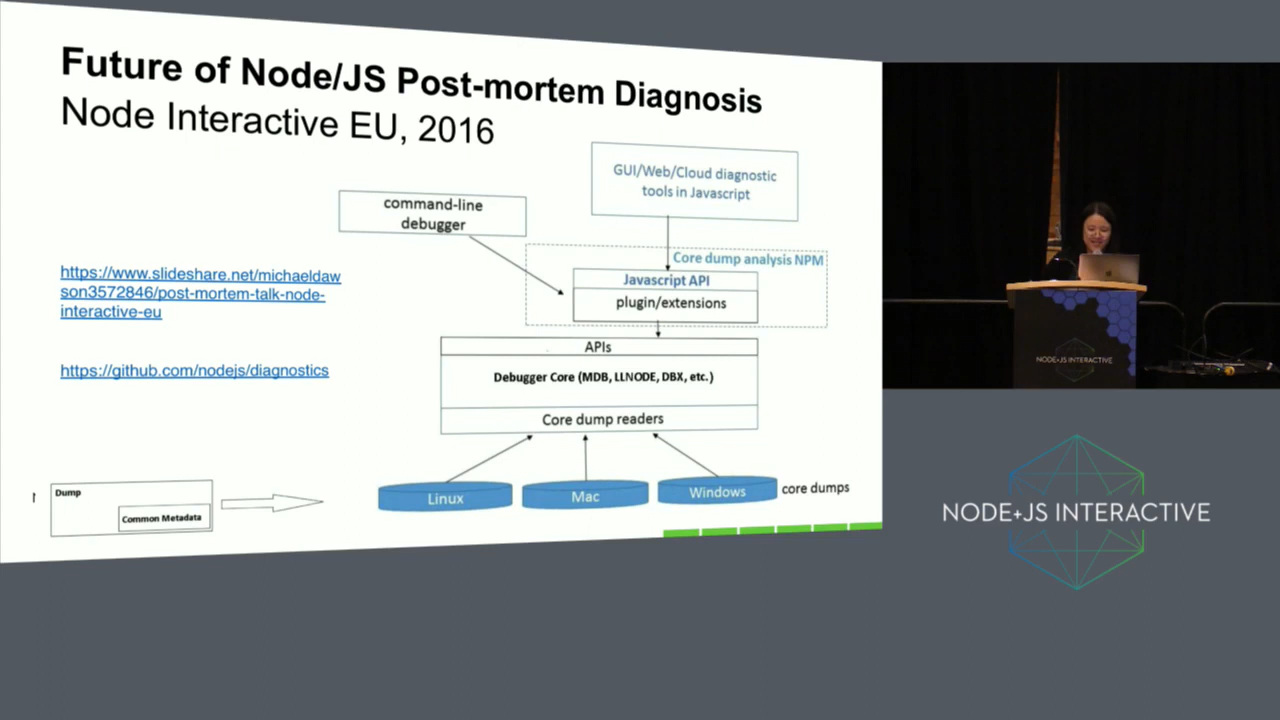 Future of Node/JS Post-mortem Diagnosis
Node Interactive EU, 2016
GUI/Web/Cloud diagnostic
tools in Javascript
command-line
debugger
Core dump analysis NPM
Javascript API
plugin/extensions
https://www.slideshare.net/michaeldaw
son3572846/post-mortem-talk-node-
interactive-eu
https://github.com/nodejs/diagnostics
APIs
Debugger Core (MDB, LLNODE, DBX, etc.)
Core dump readers
Linux
Mac
Windows
core dumps
Dump
Common Metadata
NODE+JS INTERACTIVE
NODE+JS INTERACTIVE